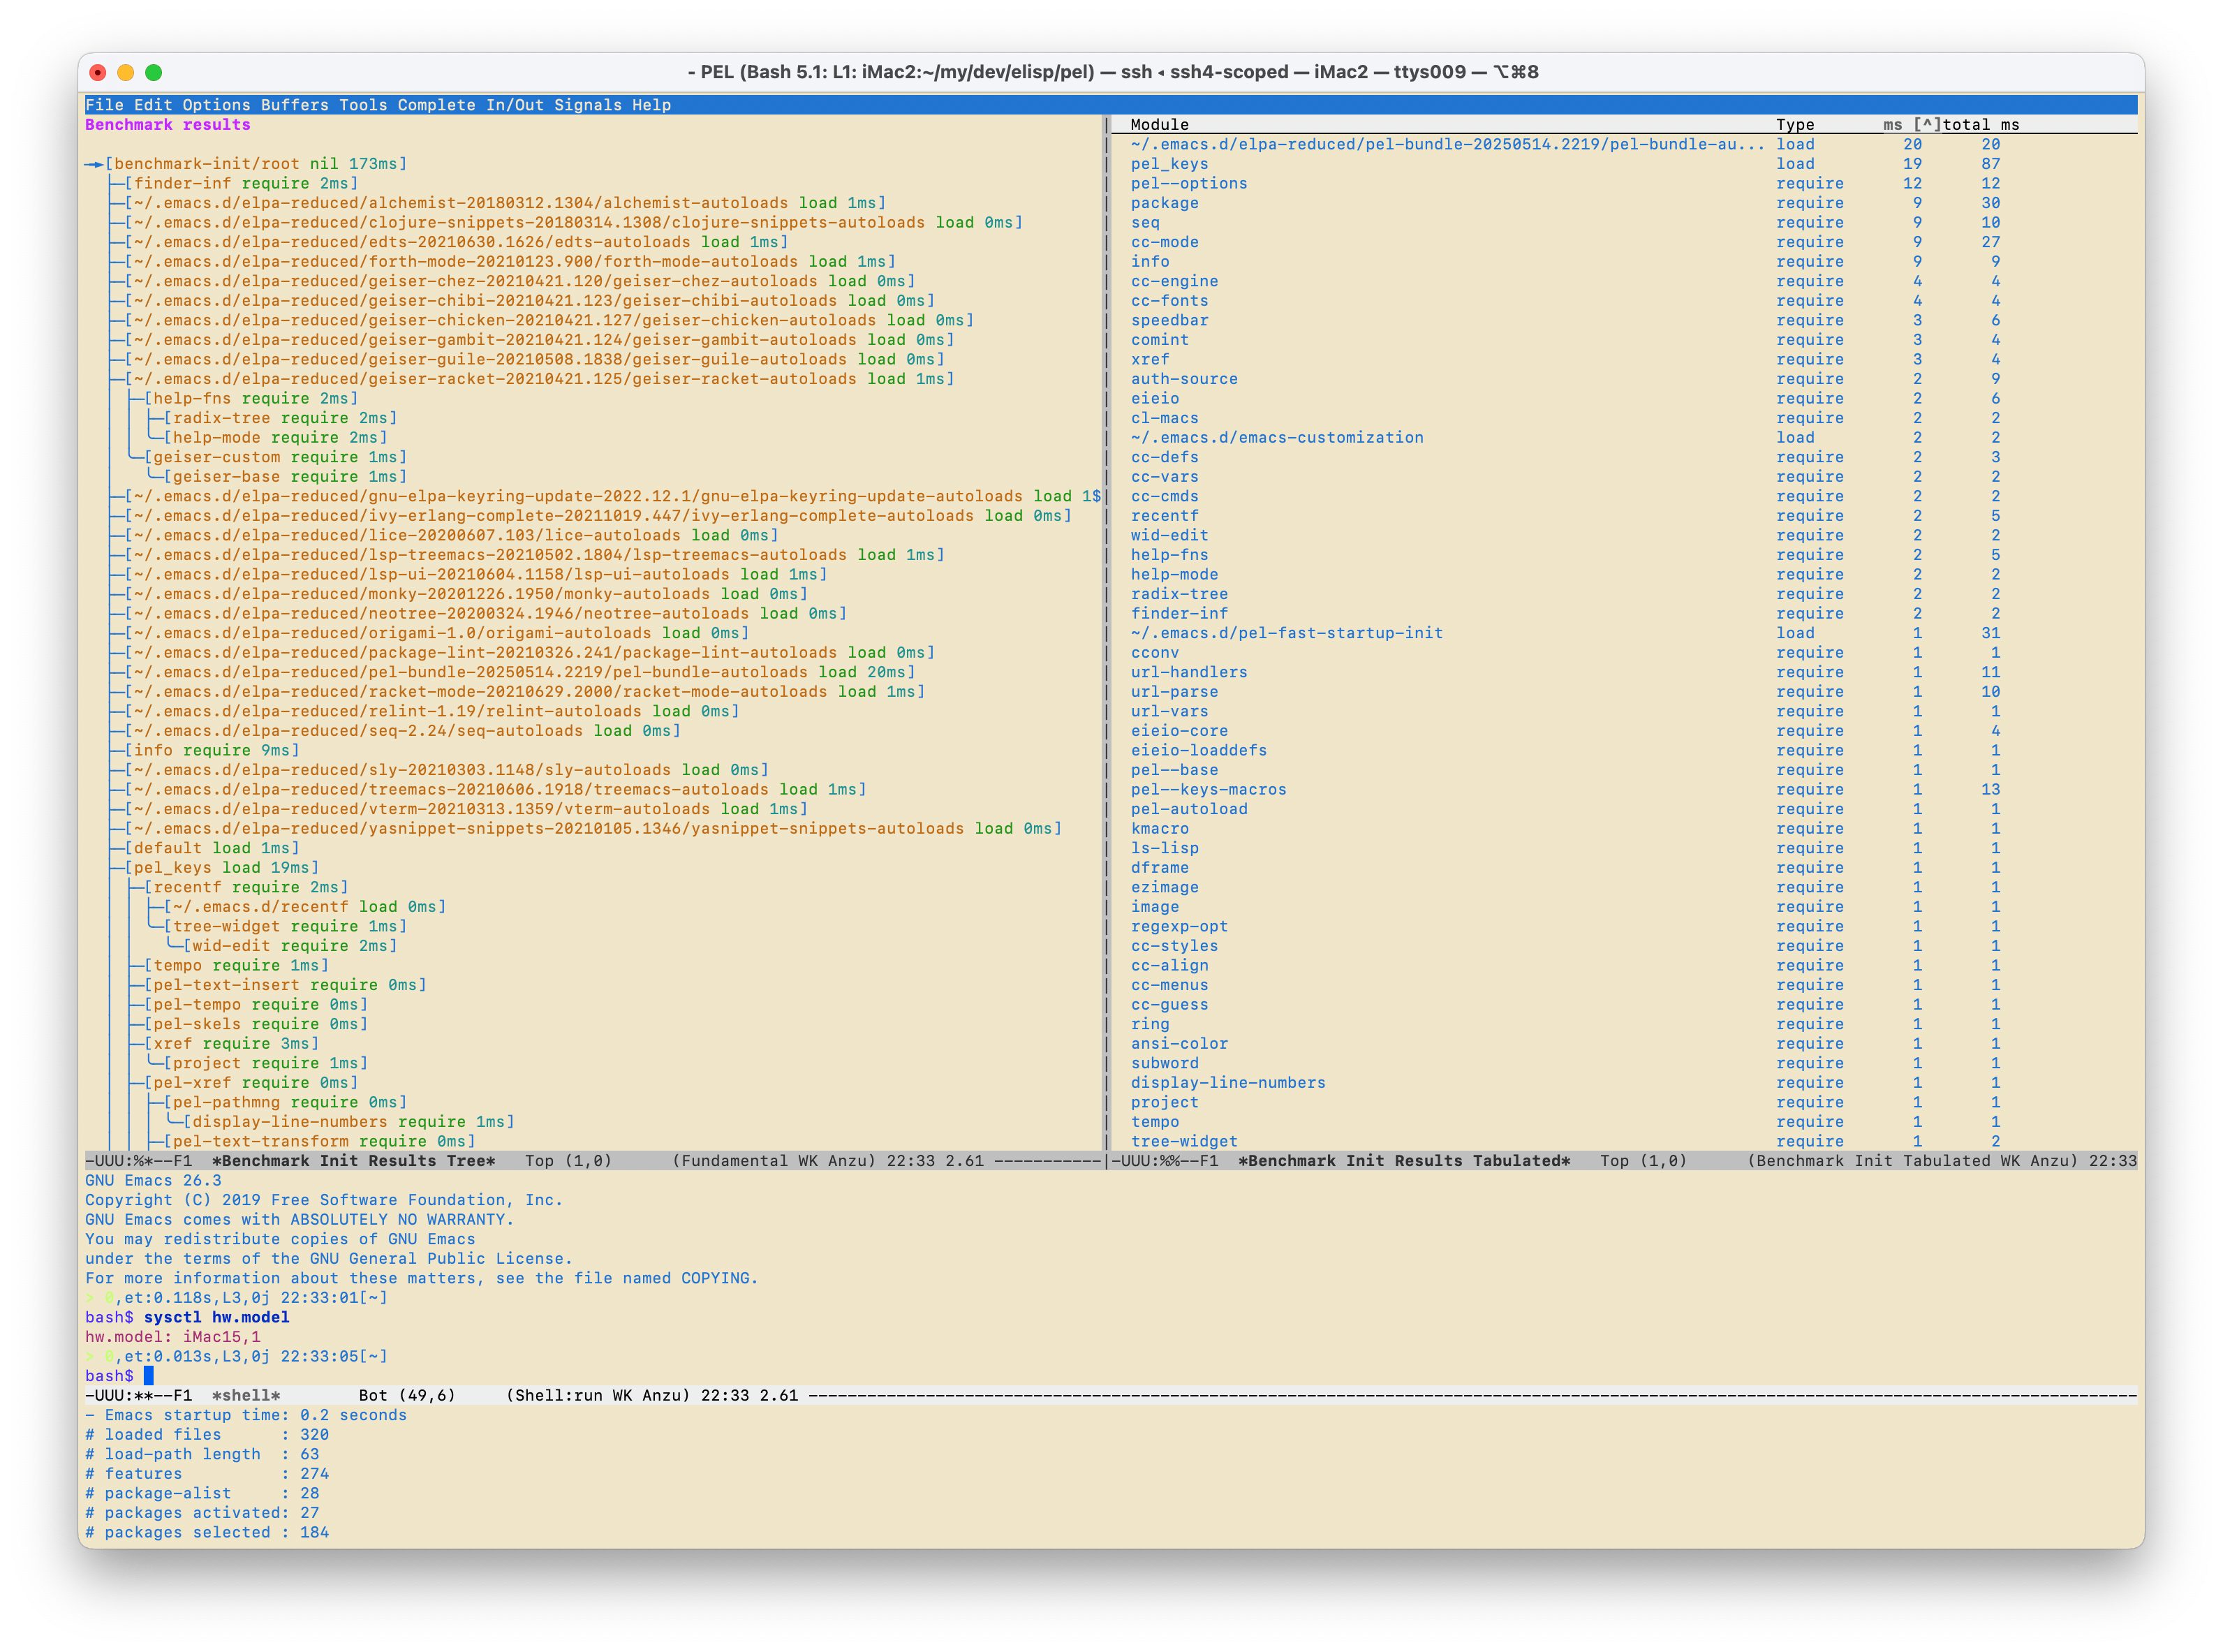 - PEL (Bash 5.1: L1: iMac2:~/my/dev/elisp/pel) — ssh ◂ ssh4-scoped — iMac2 — ttys009 — ⌥⌘8
File Edit Options Buffers Tools Complete In/Out Signals Help
Benchmark results
[benchmark-init/root nil 173ms]
[finder-inf require 2ms]
[~/.emacs.d/elpa-reduced/alchemist-20180312.1304/alchemist-autoloads load 1ms]
[~/.emacs.d/elpa-reduced/clojure-snippets-20180314.1308/clojure-snippets-autoloads load 0ms]
[~/.emacs.d/elpa-reduced/edts-20210630.1626/edts-autoloads load 1ms]
[~/.emacs.d/elpa-reduced/forth-mode-20210123.900/forth-mode-autoloads load 1ms]
[~/.emacs.d/elpa-reduced/geiser-chez-20210421.120/geiser-chez-autoloads load 0ms]
[~/.emacs.d/elpa-reduced/geiser-chibi-20210421.123/geiser-chibi-autoloads load 0ms]
[~/.emacs.d/elpa-reduced/geiser-chicken-20210421.127/geiser-chicken-autoloads load 0ms]
[~/.emacs.d/elpa-reduced/geiser-gambit-20210421.124/geiser-gambit-autoloads load 0ms]
[~/.emacs.d/elpa-reduced/geiser-guile-20210508.1838/geiser-guile-autoloads load 0ms]
[~/.emacs.d/elpa-reduced/geiser-racket-20210421.125/geiser-racket-autoloads load 1ms]
[help-fns require 2ms]
[radix-tree require 2ms]
[help-mode require 2ms]
[geiser-custom require 1ms]
[geiser-base require 1ms]
[~/.emacs.d/elpa-reduced/gnu-elpa-keyring-update-2022.12.1/gnu-elpa-keyring-update-autoloads load 1$
[~/.emacs.d/elpa-reduced/ivy-erlang-complete-20211019.447/ivy-erlang-complete-autoloads load 0ms]
[~/.emacs.d/elpa-reduced/lice-20200607.103/lice-autoloads load 0ms]
[~/.emacs.d/elpa-reduced/lsp-treemacs-20210502.1804/lsp-treemacs-autoloads load 1ms]
[~/.emacs.d/elpa-reduced/lsp-ui-20210604.1158/lsp-ui-autoloads load 1ms]
[~/.emacs.d/elpa-reduced/monky-20201226.1950/monky-autoloads load 0ms]
[~/.emacs.d/elpa-reduced/neotree-20200324.1946/neotree-autoloads load 0ms]
[~/.emacs.d/elpa-reduced/origami-1.0/origami-autoloads load 0ms]
[~/.emacs.d/elpa-reduced/package-lint-20210326.241/package-lint-autoloads load 0ms]
[~/.emacs.d/elpa-reduced/pel-bundle-20250514.2219/pel-bundle-autoloads load 20ms]
[~/.emacs.d/elpa-reduced/racket-mode-20210629.2000/racket-mode-autoloads load 1ms]
[~/.emacs.d/elpa-reduced/relint-1.19/relint-autoloads load 0ms]
[~/.emacs.d/elpa-reduced/seq-2.24/seq-autoloads load 0ms]
[info require 9ms]
[~/.emacs.d/elpa-reduced/sly-20210303.1148/sly-autoloads load 0ms]
[~/.emacs.d/elpa-reduced/treemacs-20210606.1918/treemacs-autoloads load 1ms]
[~/.emacs.d/elpa-reduced/vterm-20210313.1359/vterm-autoloads load 1ms]
[~/.emacs.d/elpa-reduced/yasnippet-snippets-20210105.1346/yasnippet-snippets-autoloads load 0ms]
[default load 1ms]
[pel_keys load 19ms]
[recentf require 2ms]
[~/.emacs.d/recentf load 0ms]
[tree-widget require 1ms]
[wid-edit require 2ms]
[tempo require 1ms]
[pel-text-insert require 0ms]
[pel-tempo require 0ms]
[pel-skels require 0ms]
[xref require 3ms]
[project require 1ms]
[pel-xref require 0ms]
[pel-pathmng require 0ms]
[display-line-numbers require 1ms]
[pel-text-transform require 0ms]
-UUU:%*--F1  *Benchmark Init Results Tree*   Top (1,0)      (Fundamental WK Anzu) 22:33 2.61 -----------
Module Type ms [^]total ms
~/.emacs.d/elpa-reduced/pel-bundle-20250514.2219/pel-bundle-au... load 20 20
pel_keys load 19 87
pel--options require 12 12
package require 9 30
seq require 9 10
cc-mode require 9 27
info require 9 9
cc-engine require 4 4
cc-fonts require 4 4
speedbar require 3 6
comint require 3 4
xref require 3 4
auth-source require 2 9
eieio require 2 6
cl-macs require 2 2
~/.emacs.d/emacs-customization load 2 2
cc-defs require 2 3
cc-vars require 2 2
cc-cmds require 2 2
recentf require 2 5
wid-edit require 2 2
help-fns require 2 5
help-mode require 2 2
radix-tree require 2 2
finder-inf require 2 2
~/.emacs.d/pel-fast-startup-init load 1 31
cconv require 1 1
url-handlers require 1 11
url-parse require 1 10
url-vars require 1 1
eieio-core require 1 4
eieio-loaddefs require 1 1
pel--base require 1 1
pel--keys-macros require 1 13
pel-autoload require 1 1
kmacro require 1 1
ls-lisp require 1 1
dframe require 1 1
ezimage require 1 1
image require 1 1
regexp-opt require 1 1
cc-styles require 1 1
cc-align require 1 1
cc-menus require 1 1
cc-guess require 1 1
ring require 1 1
ansi-color require 1 1
subword require 1 1
display-line-numbers require 1 1
project require 1 1
tempo require 1 1
tree-widget require 1 2
-UUU:%%--F1  *Benchmark Init Results Tabulated*   Top (1,0)      (Benchmark Init Tabulated WK Anzu) 22:33
GNU Emacs 26.3
Copyright (C) 2019 Free Software Foundation, Inc.
GNU Emacs comes with ABSOLUTELY NO WARRANTY.
You may redistribute copies of GNU Emacs
under the terms of the GNU General Public License.
For more information about these matters, see the file named COPYING.
> 0,et:0.118s,L3,0j 22:33:01[~]
bash$ sysctl hw.model
hw.model: iMac15,1
> 0,et:0.013s,L3,0j 22:33:05[~]
bash$
-UUU:**--F1  *shell*        Bot (49,6)     (Shell:run WK Anzu) 22:33 2.61 ----------
- Emacs startup time: 0.2 seconds
# loaded files      : 320
# load-path length  : 63
# features          : 274
# package-alist     : 28
# packages activated: 27
# packages selected : 184